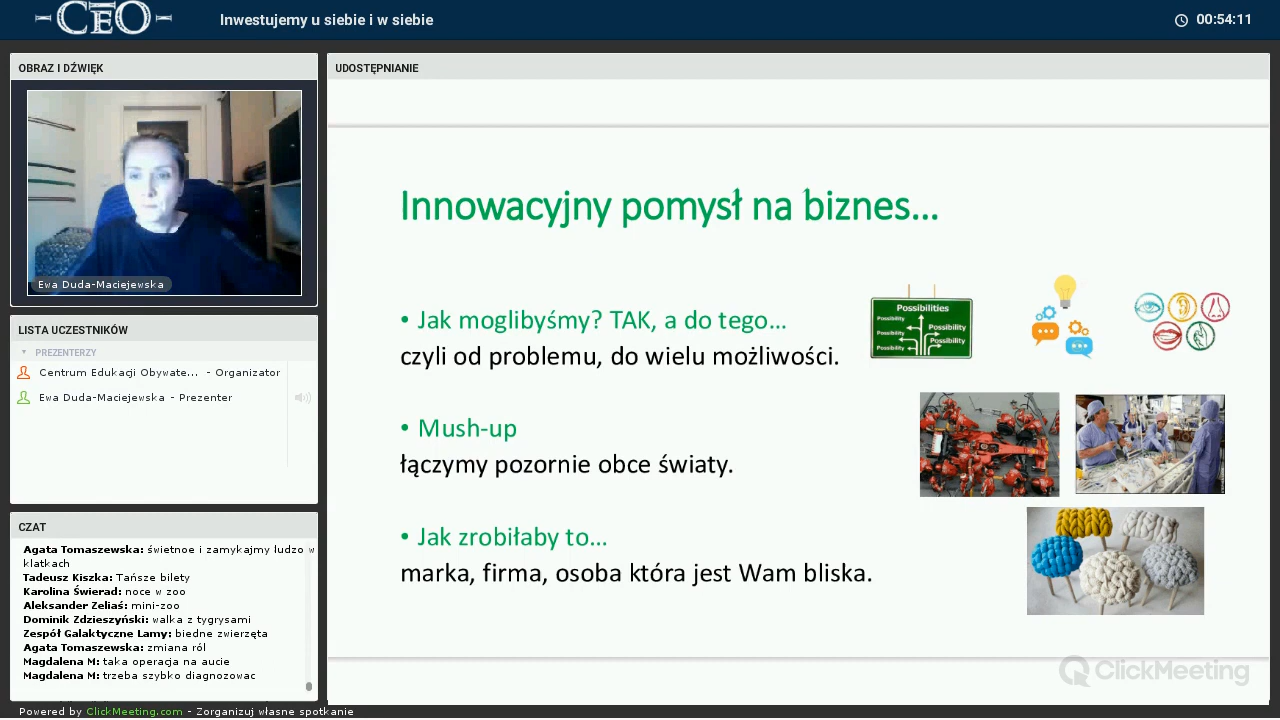 CEO
Inwestujemy u siebie i w siebie
00:54:11
OBRAZ I DŹWIĘK
Ewa Duda-Maciejewska
LISTA UCZESTNIKÓW
PREZENTERZY
Centrum Edukacji Obywate... - Organizator
Ewa Duda-Maciejewska - Prezenter
CZAT
Agata Tomaszewska: świetnoe i zamykajmy ludzo w
klatkach
Tadeusz Kiszka: Tańsze bilety
Karolina Świerad: noce w zoo
Aleksander Zeliaś: mini-zoo
Dominik Zdzieszyński: walka z tygrysami
Zespół Galaktyczne Lamy: biedne zwierzęta
Agata Tomaszewska: zmiana ról
Magdalena M: taka operacja na aucie
Magdalena M: trzeba szybko diagnozowac
Powered by ClickMeeting.com - Zorganizuj własne spotkanie
UDOSTĘPNIANIE
Innowacyjny pomysł na biznes...
• Jak moglibyśmy? TAK, a do tego...
czyli od problemu, do wielu możliwości.
• Mush-up
łączymy pozornie obce światy.
• Jak zrobiłaby to...
marka, firma, osoba która jest Wam bliska.
Possibilities
Possibility
Possibility
Possibility
Possibility
Possibility
ClickMeeting